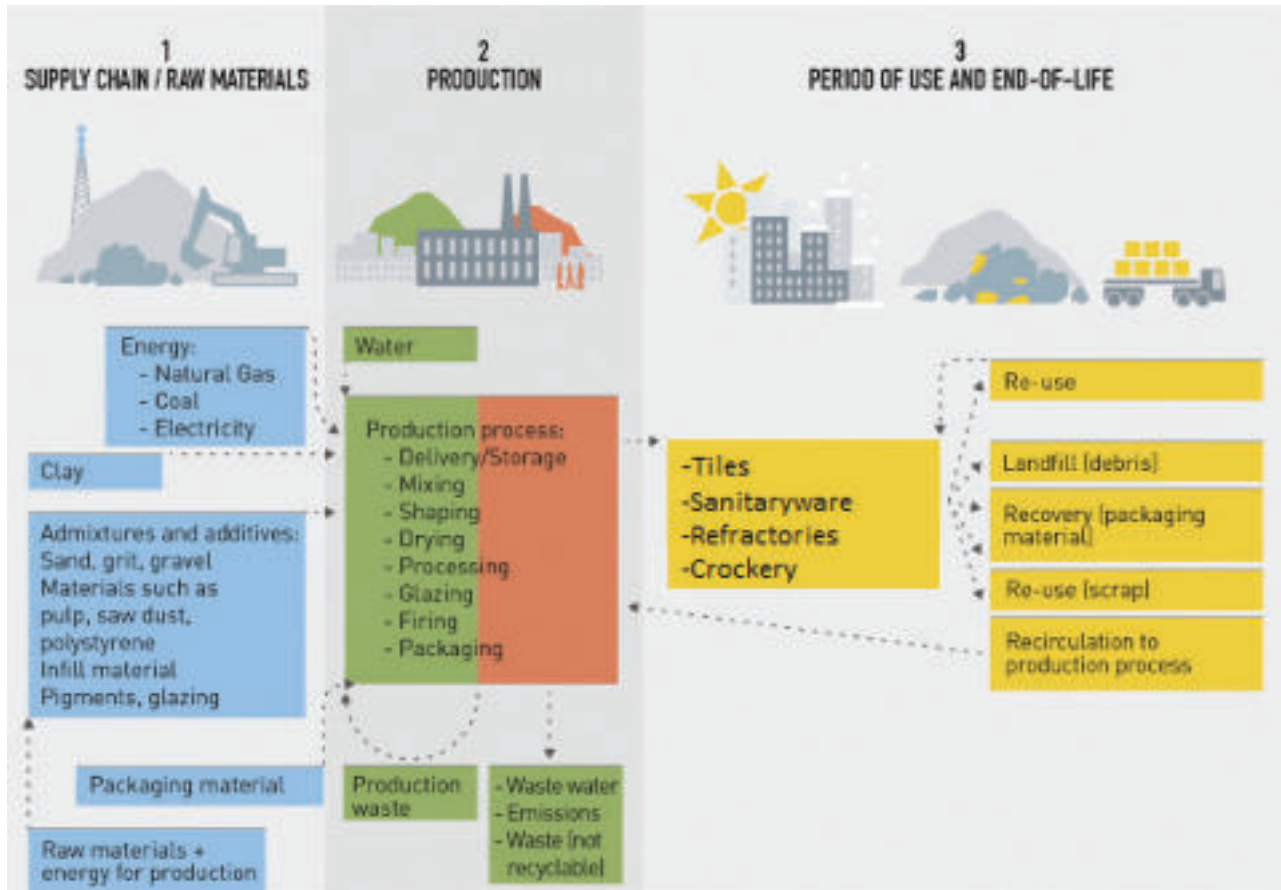 1
SUPPLY CHAIN / RAW MATERIALS
2
PRODUCTION
3
PERIOD OF USE AND END-OF-LIFE
Energy:
- Natural Gas
- Coal
- Electricity
Clay
Admixtures and additives:
Sand, grit, gravel
Materials such as
pulp, saw dust,
polystyrene
Infill material
Pigments, glazing
Packaging material
Raw materials +
energy for production
Water
Production process:
- Delivery/Storage
- Mixing
- Shaping
- Drying
- Processing
- Glazing
- Firing
- Packaging
Production
waste
- Waste water
- Emissions
- Waste (not
recyclable)
-Tiles
-Sanitaryware
-Refractories
-Crockery
Re-use
Landfill (debris)
Recovery (packaging
material)
Re-use (scrap)
Recirculation to
production process